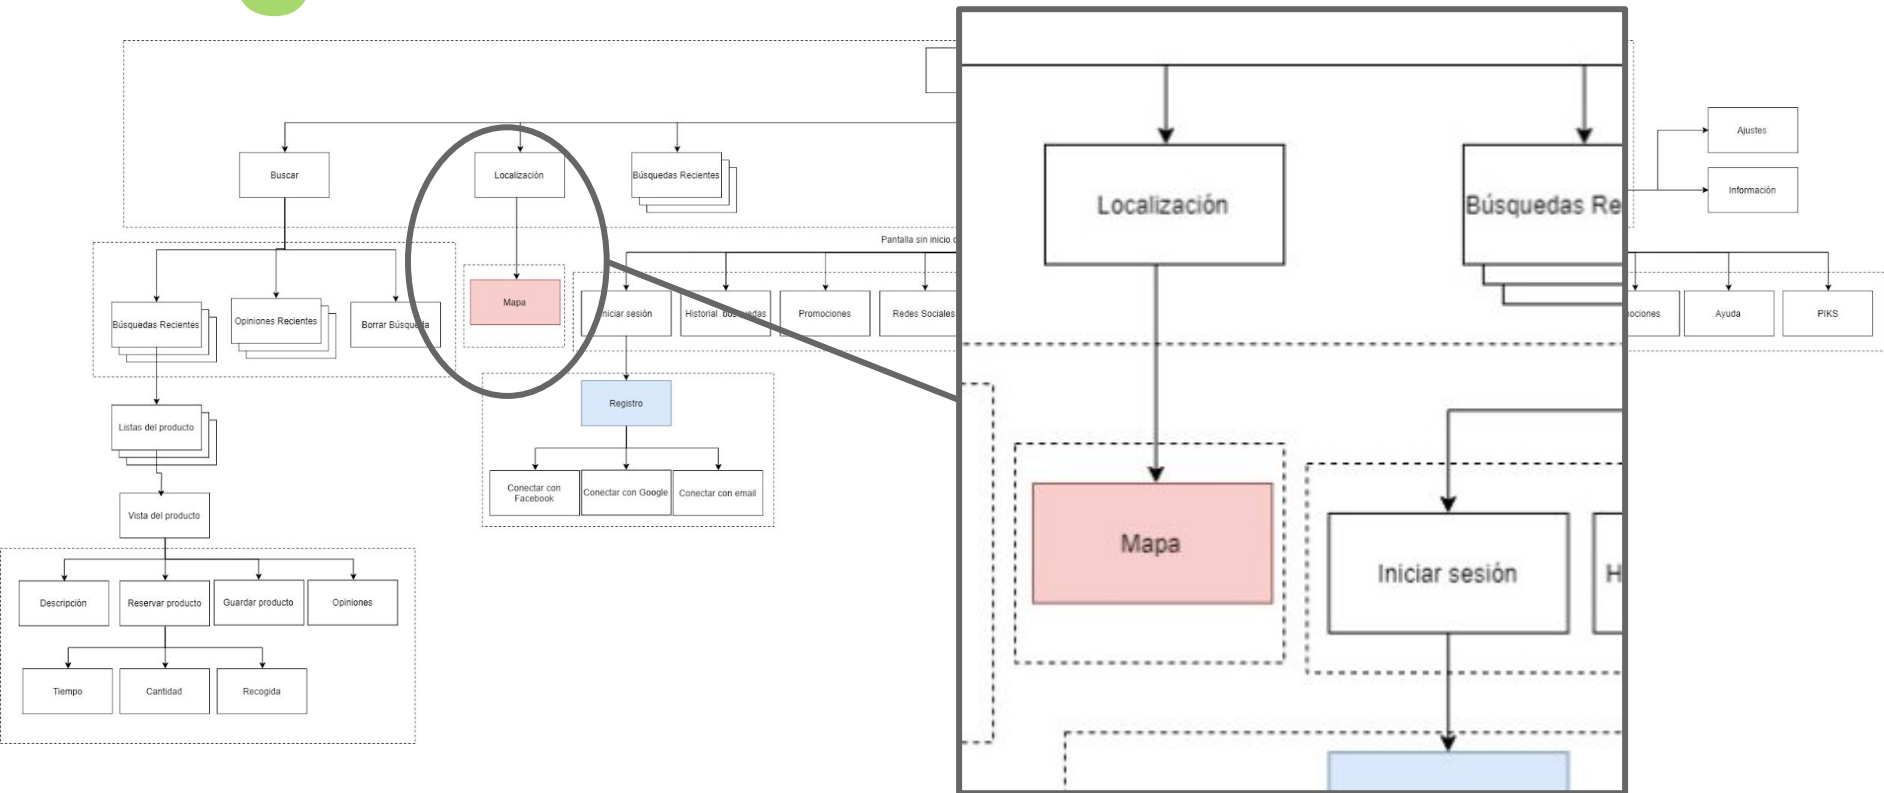 Ajustes
Buscar
Localización
Búsquedas Recientes
Información
Pantalla sin inicio
Búsquedas Recientes
Opiniones Recientes
Borrar Búsqueda
Mapa
Iniciar sesión
Historial búsquedas
Promociones
Redes Sociales
Ayuda
PIKS
Registro
Listas del producto
Conectar con
Facebook
Conectar con Google
Conectar con email
Vista del producto
Descripción
Reservar producto
Guardar producto
Opiniones
Tiempo
Cantidad
Recogida
Localización
Búsquedas Re
Mapa
Iniciar sesión
H